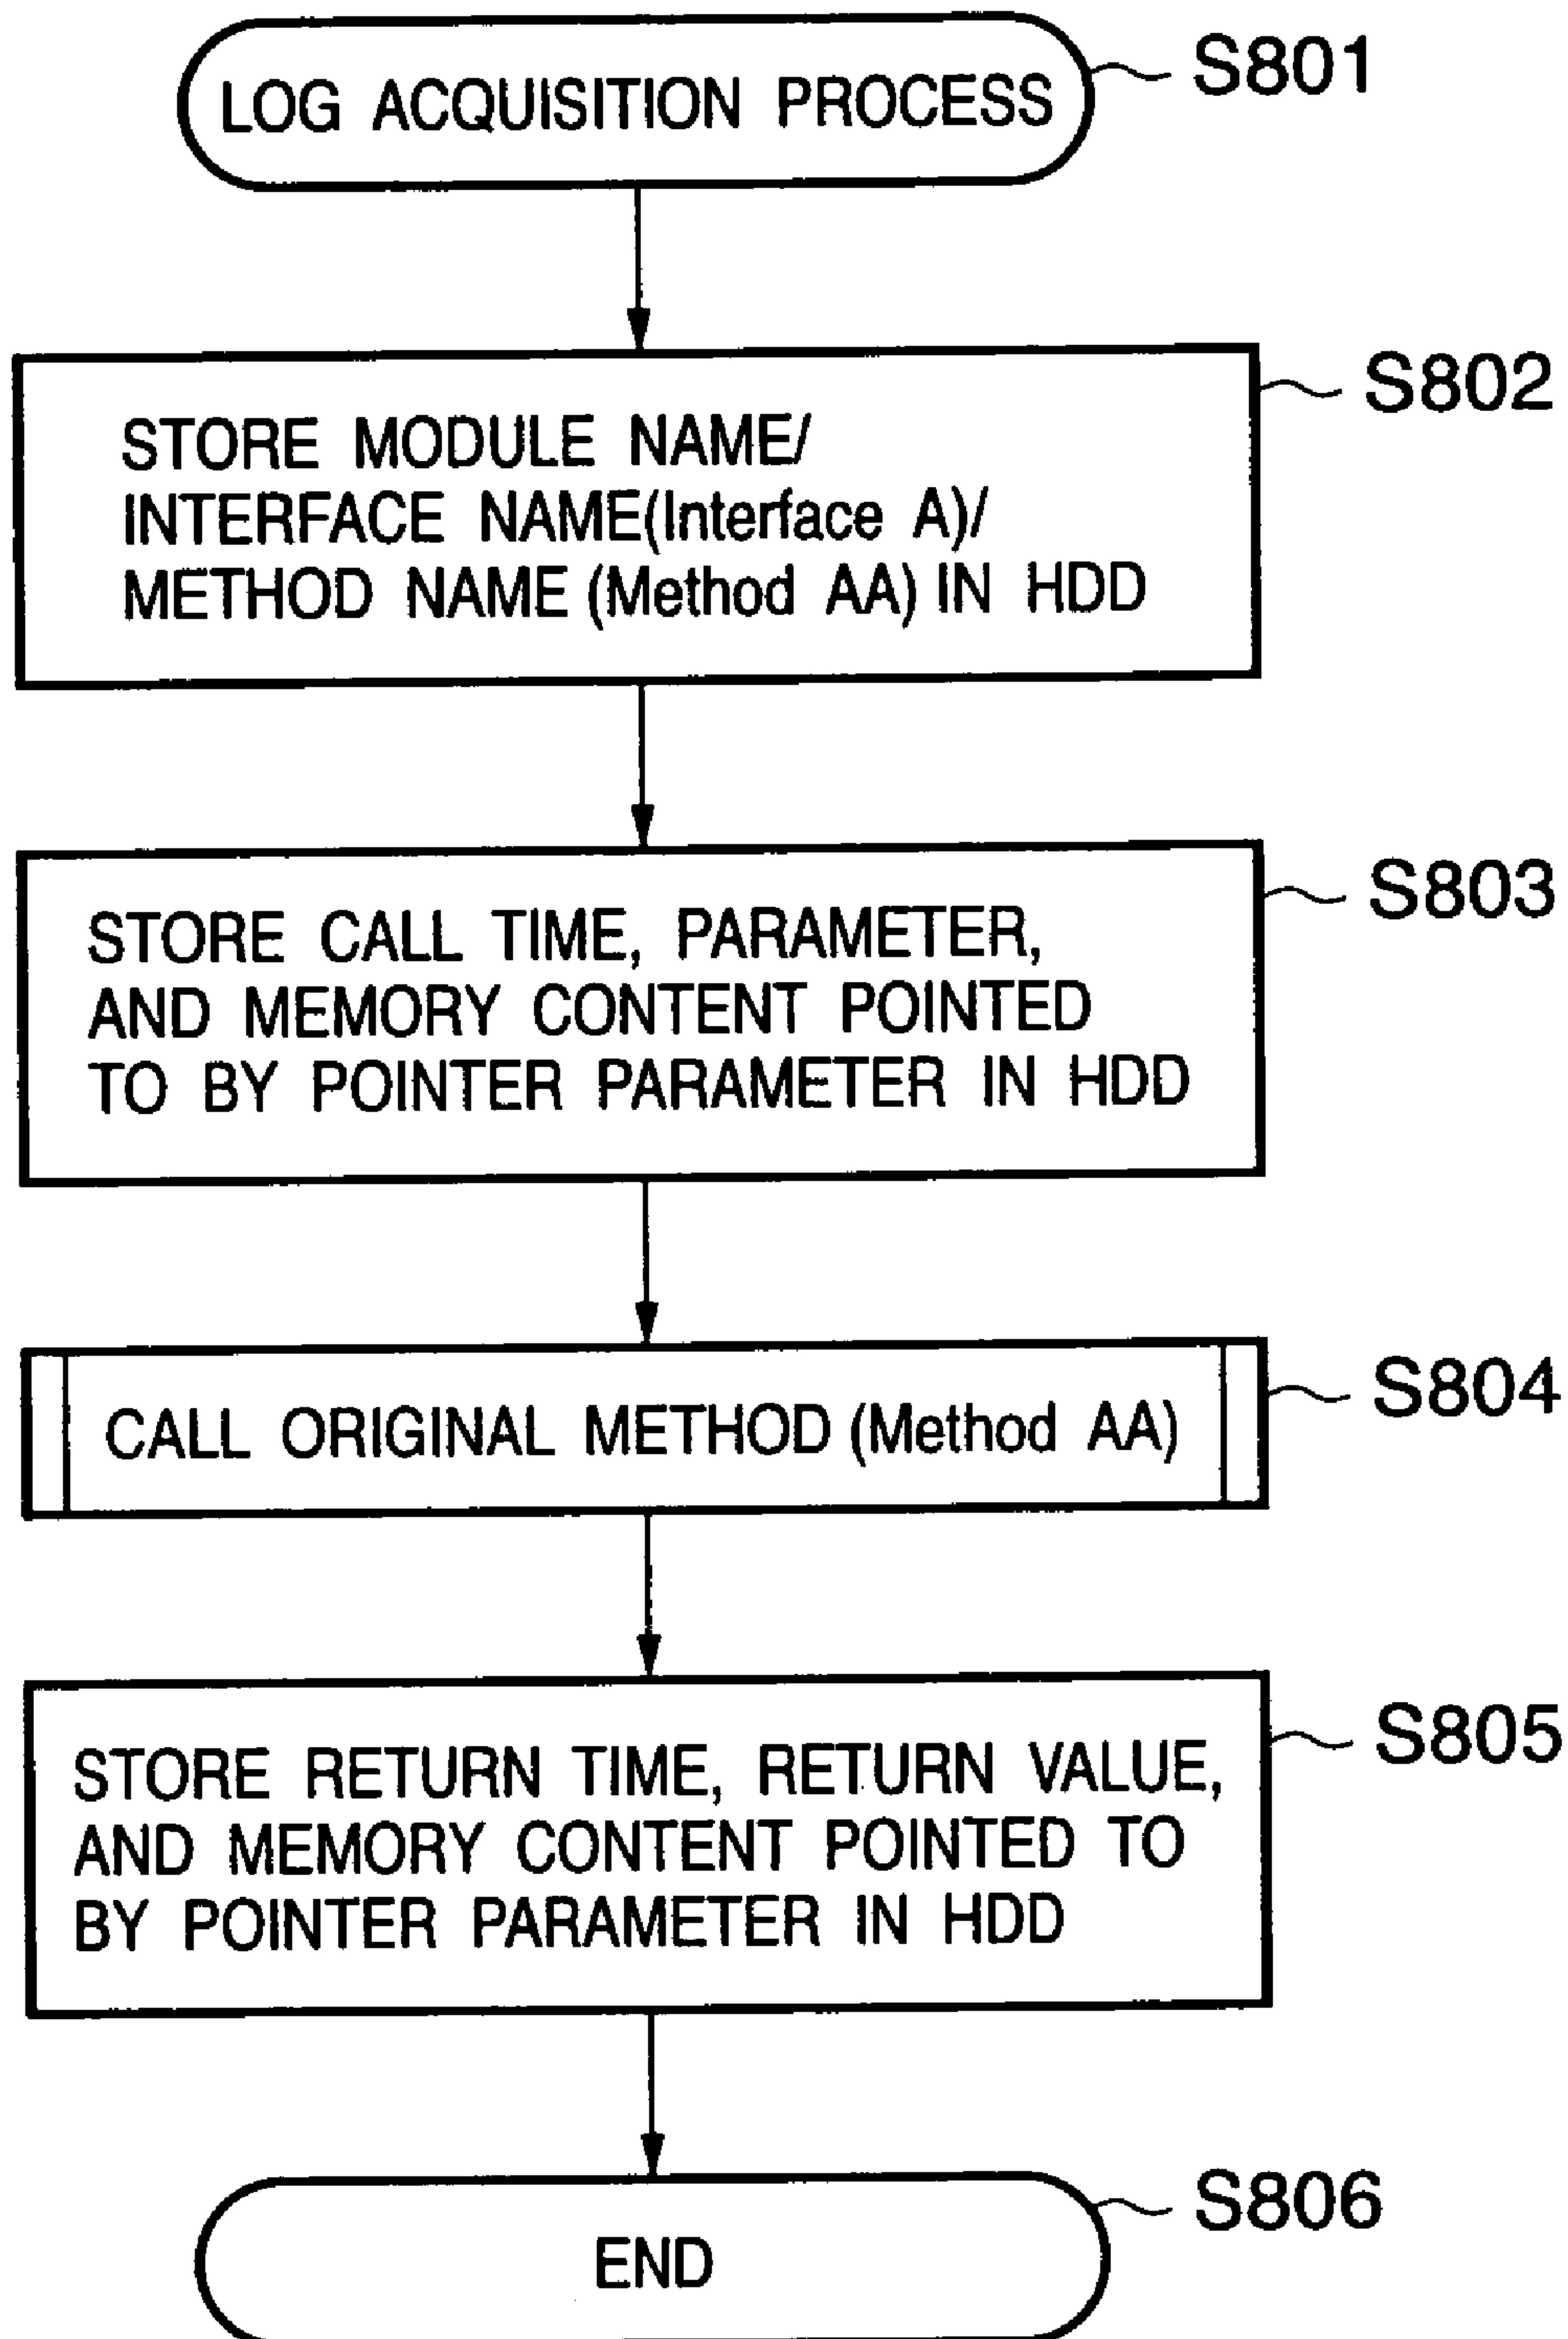 LOG ACQUISITION PROCESS
S801
STORE MODULE NAME/
INTERFACE NAME(Interface A)/
METHOD NAME (Method AA) IN HDD
S802
STORE CALL TIME, PARAMETER,
AND MEMORY CONTENT POINTED
TO BY POINTER PARAMETER IN HDD
S803
CALL ORIGINAL METHOD (Method AA)
S804
STORE RETURN TIME, RETURN VALUE,
AND MEMORY CONTENT POINTED TO
BY POINTER PARAMETER IN HDD
S805
END
S806